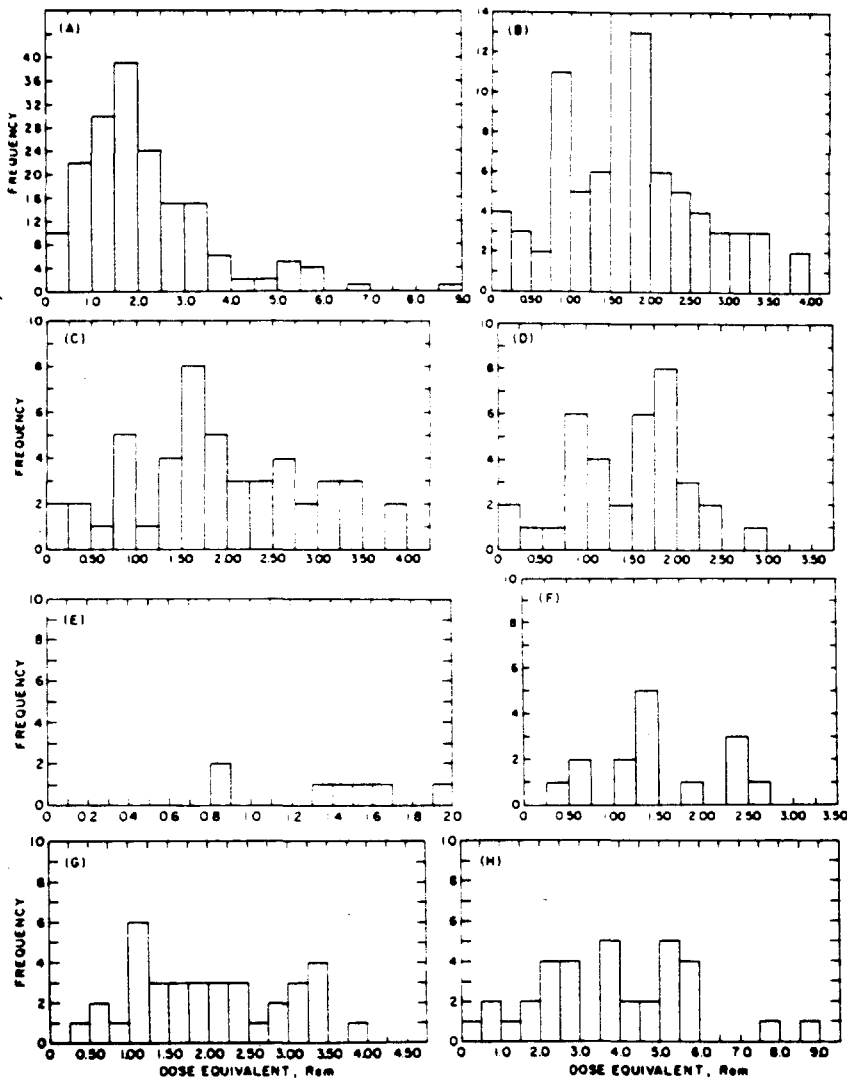 (A)
FREQUENCY
40
36
32
28
24
20
16
12
8
4
0
0 1.0 2.0 3.0 4.0 5.0 6.0 7.0 8.0 9.0
(B)
14
12
10
8
6
4
2
0
0 0.50 1.00 1.50 2.00 2.50 3.00 3.50 4.00
(C)
FREQUENCY
10
8
6
4
2
0
0 0.50 1.00 1.50 2.00 2.50 3.00 3.50 4.00
(D)
10
8
6
4
2
0
0 0.50 1.00 1.50 2.00 2.50 3.00 3.50
(E)
FREQUENCY
10
8
6
4
2
0
0 0.2 0.4 0.6 0.8 1.0 1.2 1.4 1.6 1.8 2.0
(F)
10
8
6
4
2
0
0 0.50 1.00 1.50 2.00 2.50 3.0 3.50
(G)
FREQUENCY
10
8
6
4
2
0
0 0.50 1.00 1.50 2.00 2.50 3.00 3.50 4.00 4.50
DOSE EQUIVALENT, Rem
(H)
10
8
6
4
2
0
0 1.0 2.0 3.0 4.0 5.0 6.0 7.0 8.0 9.0
DOSE EQUIVALENT, Rem